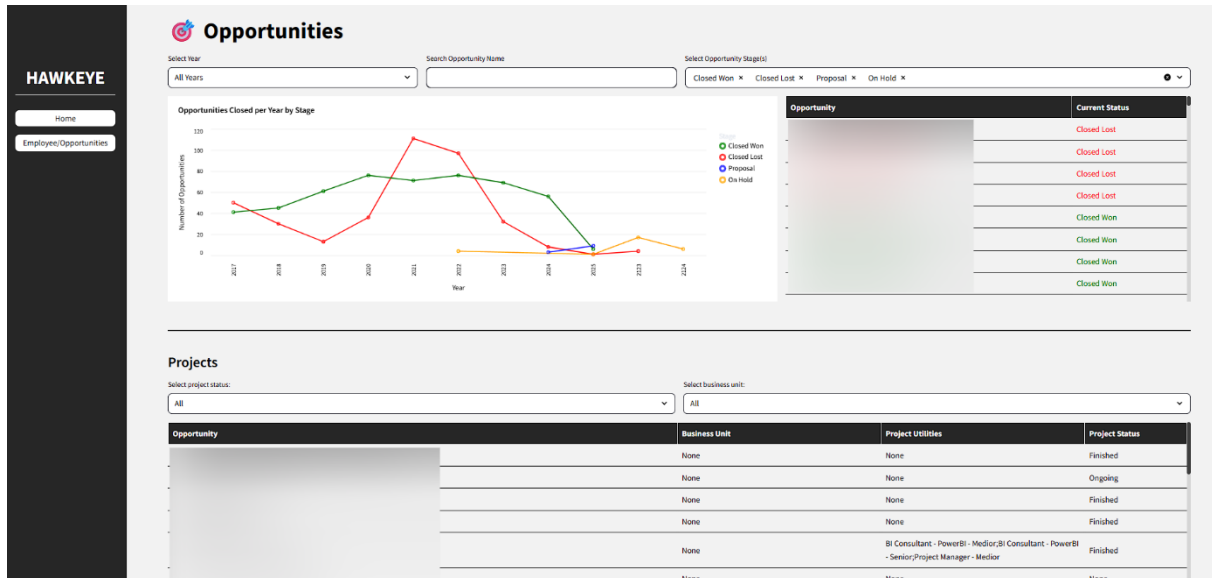 HAWKEYE
Home
Employee/Opportunities
Opportunities
Select Year
All Years
Search Opportunity Name
Select Opportunity Stage(s)
Closed Won × Closed Lost × Proposal × On Hold ×
Opportunities Closed per Year by Stage
Number of Opportunities
120
100
80
60
40
20
0
2017 2018 2019 2020 2021 2022 2023 2024 2025 2123 2124
Year
Stage
Closed Won
Closed Lost
Proposal
On Hold
Opportunity Current Status
Closed Lost
Closed Lost
Closed Lost
Closed Lost
Closed Won
Closed Won
Closed Won
Closed Won
Projects
Select project status:
All
Select business unit:
All
Opportunity Business Unit Project Utilities Project Status
None None Finished
None None Ongoing
None None Finished
None None Finished
None BI Consultant - PowerBI - Medior;BI Consultant - PowerBI
- Senior;Project Manager - Medior Finished
None None None